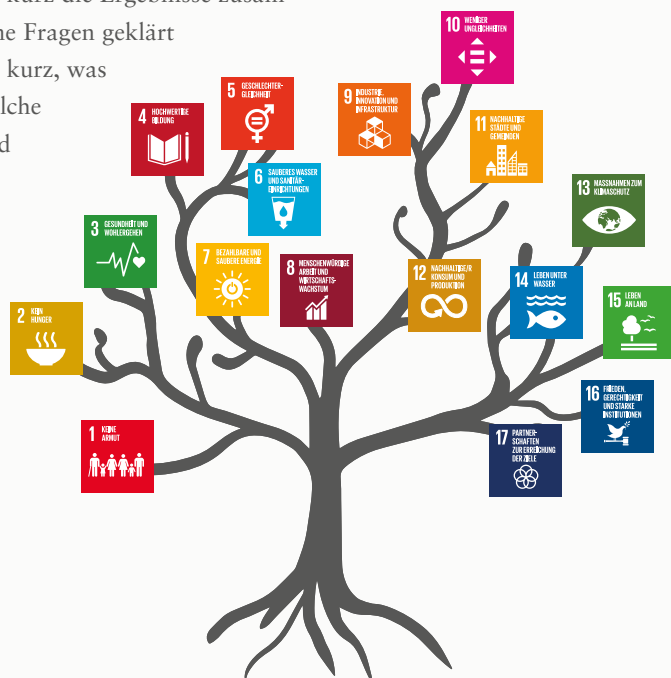 kurz die Ergebnisse zusam
ne Fragen geklärt
kurz, was
lche
d
10 WENIGER
UNGLEICHHEITEN
5 GESCHLECHTER-
GLEICHHEIT
9 INDUSTRIE,
INNOVATION UND
INFRASTRUKTUR
4 HOCHWERTIGE
BILDUNG
11 NACHHALTIGE
STÄDTE UND
GEMEINDEN
6 SAUBERES WASSER
UND SANITÄR-
EINRICHTUNGEN
13 MASSNAHMEN ZUM
KLIMASCHUTZ
3 GESUNDHEIT UND
WOHLERGEHEN
7 BEZAHLBARE UND
SAUBERE ENERGIE
8 MENSCHENWÜRDIGE
ARBEIT UND
WIRTSCHAFTS-
WACHSTUM
12 NACHHALTIGE/R
KONSUM UND
PRODUKTION
14 LEBEN UNTER
WASSER
15 LEBEN
AN LAND
2 KEIN
HUNGER
16 FRIEDEN,
GERECHTIGKEIT
UND STARKE
INSTITUTIONEN
1 KEINE
ARMUT
17 PARTNER-
SCHAFTEN
ZUR ERREICHUNG
DER ZIELE